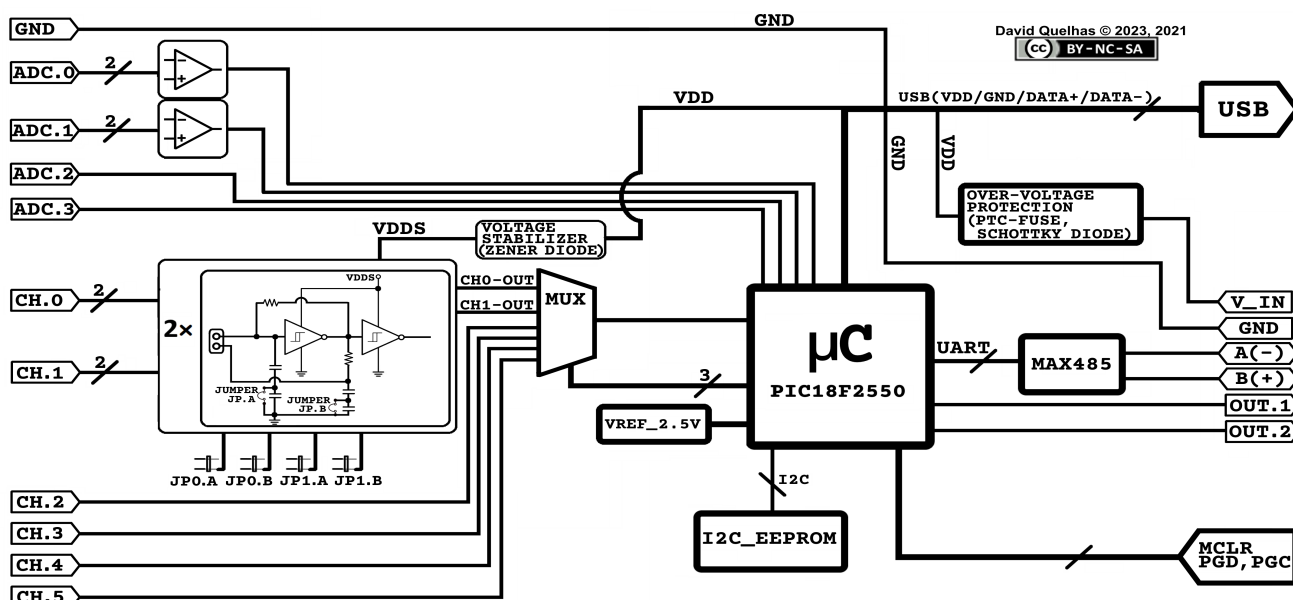 GND
GND
David Quelhas © 2023, 2021
cc BY-NC-SA
ADC.0
2
ADC.1
2
ADC.2
ADC.3
VDD
USB(VDD/GND/DATA+/DATA-)
USB
GND
VDD
OVER-VOLTAGE
PROTECTION
(PTC-FUSE,
SCHOTTKY DIODE)
VDDS
VOLTAGE
STABILIZER
(ZENER DIODE)
CH.0
2
CH.1
2
2×
VDDS
JUMPER
JP.A
JUMPER
JP.B
CH0-OUT
CH1-OUT
MUX
3
µC
PIC18F2550
VREF_2.5V
UART
MAX485
V_IN
GND
A(-)
B(+)
OUT.1
OUT.2
JP0.A JP0.B JP1.A JP1.B
I2C
I2C_EEPROM
CH.2
CH.3
CH.4
CH.5
MCLR
PGD,PGC